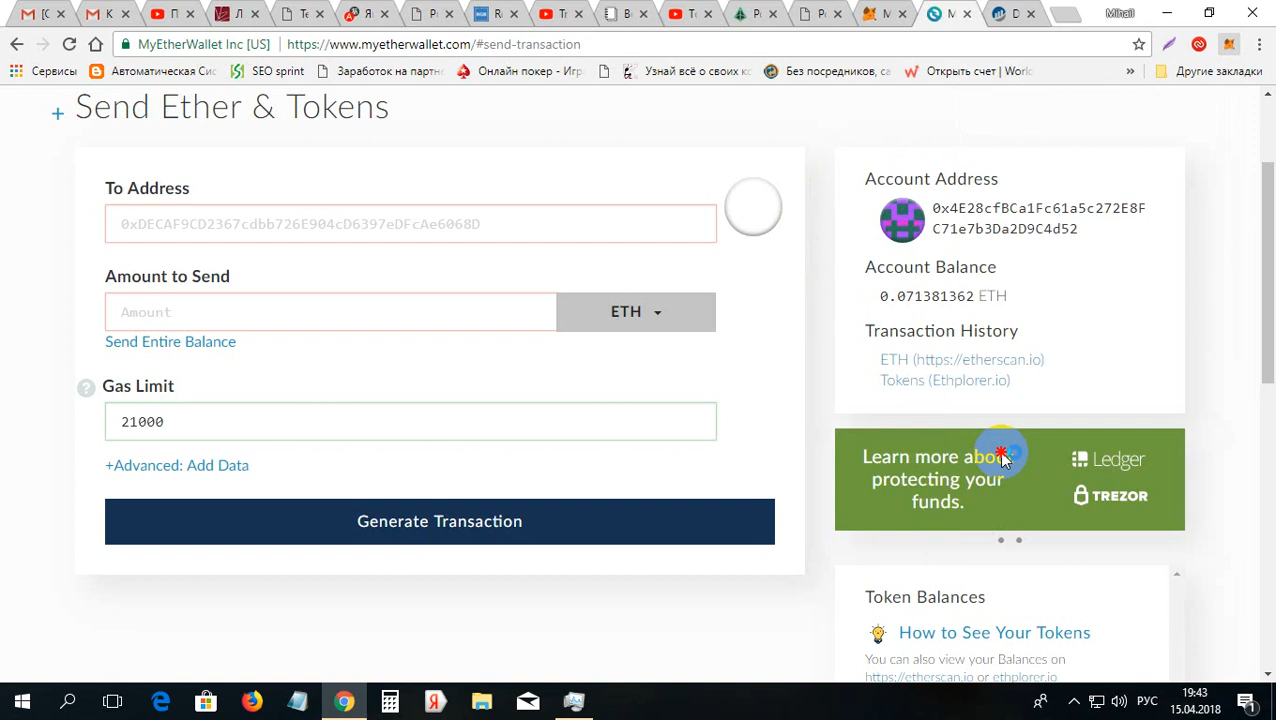 Mihail
MyEtherWallet Inc [US] https://www.myetherwallet.com/#send-transaction
Сервисы Автоматическая Сис SEO sprint Заработок на партн Онлайн покер - Игр Узнай всё о своих ко Без посредников, са Открыть счет | Worl » Другие закладки
+ Send Ether & Tokens
To Address
0xDECAF9CD2367cdbb726E904cD6397eDFcAe6068D
Amount to Send
Amount ETH
Send Entire Balance
? Gas Limit
21000
+Advanced: Add Data
Generate Transaction
Account Address
0x4E28cfBCa1Fc61a5c272E8F
C71e7b3Da2D9C4d52
Account Balance
0.071381362 ETH
Transaction History
ETH (https://etherscan.io)
Tokens (Ethplorer.io)
Learn more about
protecting your
funds.
Ledger
TREZOR
Token Balances
How to See Your Tokens
You can also view your Balances on
https://etherscan.io or ethplorer.io
РУС
19:43
15.04.2018
1